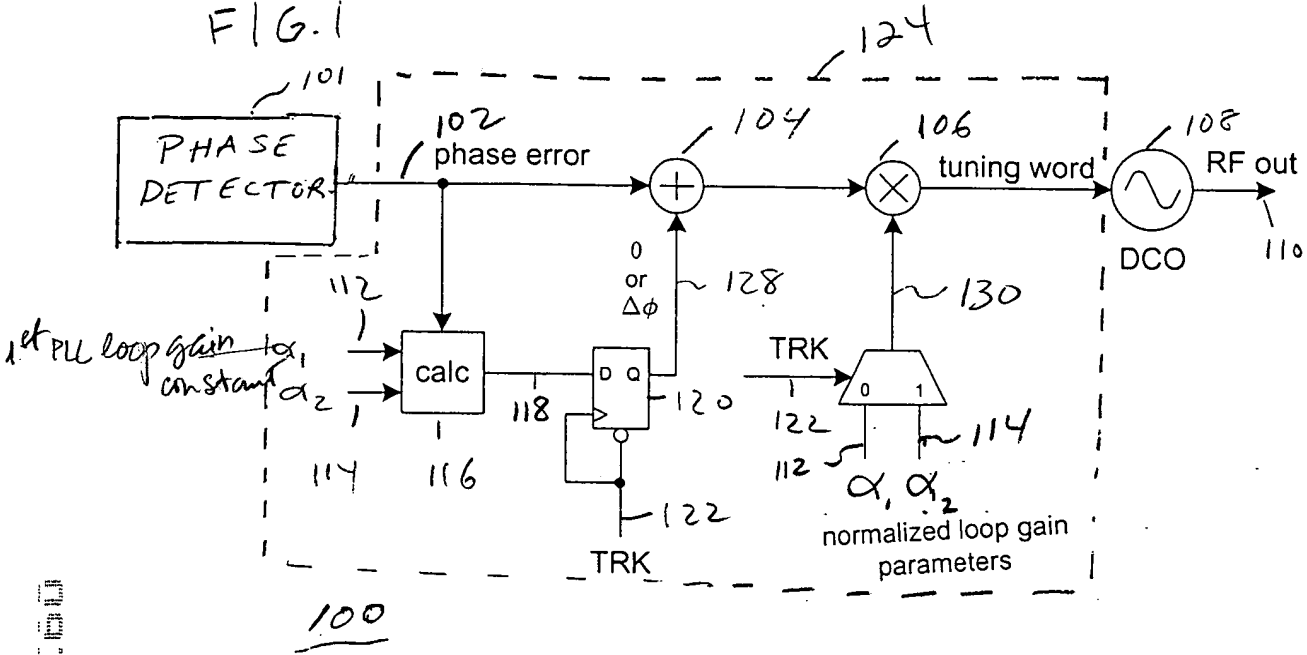 FIG.1
124
101
PHASE
DETECTOR
102
phase error
104
106
tuning word
108
RF out
110
DCO
0
or
Δϕ
128
130
112
1st PLL loop gain
constant
α1
α2
114
calc
116
118
D Q
120
122
TRK
TRK
122
0 1
112
114
α1 α2
normalized loop gain
parameters
100